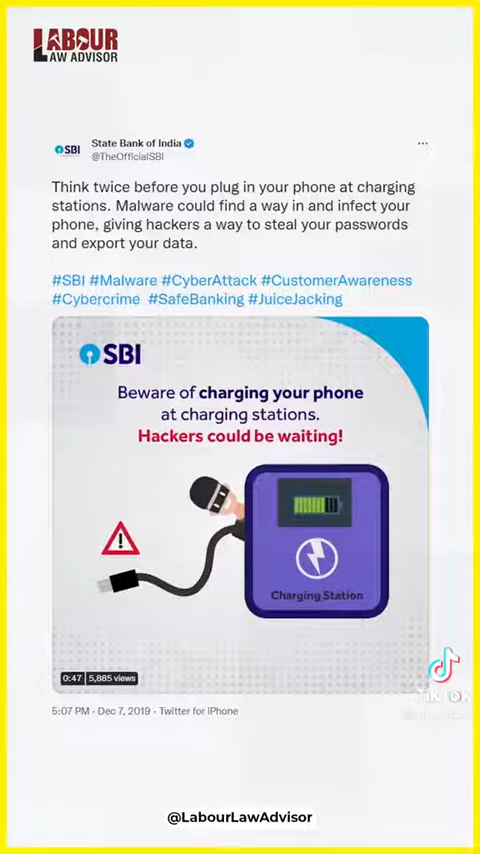 LABOUR
LAW ADVISOR
SBI
State Bank of India
@TheOfficialSBI
Think twice before you plug in your phone at charging
stations. Malware could find a way in and infect your
phone, giving hackers a way to steal your passwords
and export your data.
#SBI #Malware #CyberAttack #CustomerAwareness
#Cybercrime #SafeBanking #JuiceJacking
SBI
Beware of charging your phone
at charging stations.
Hackers could be waiting!
Charging Station
0:47 5,885 views
TikTok
5:07 PM · Dec 7, 2019 · Twitter for iPhone
@LabourLawAdvisor